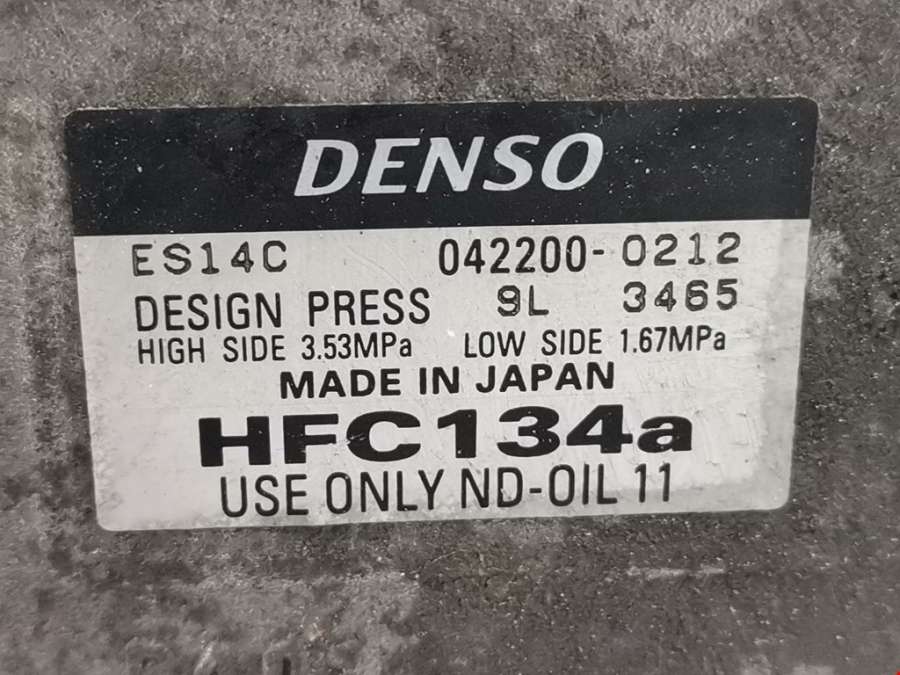 DENSO
ES14C 042200-0212
DESIGN PRESS 9L 3465
HIGH SIDE 3.53MPa LOW SIDE 1.67MPa
MADE IN JAPAN
HFC134a
USE ONLY ND-OIL 11